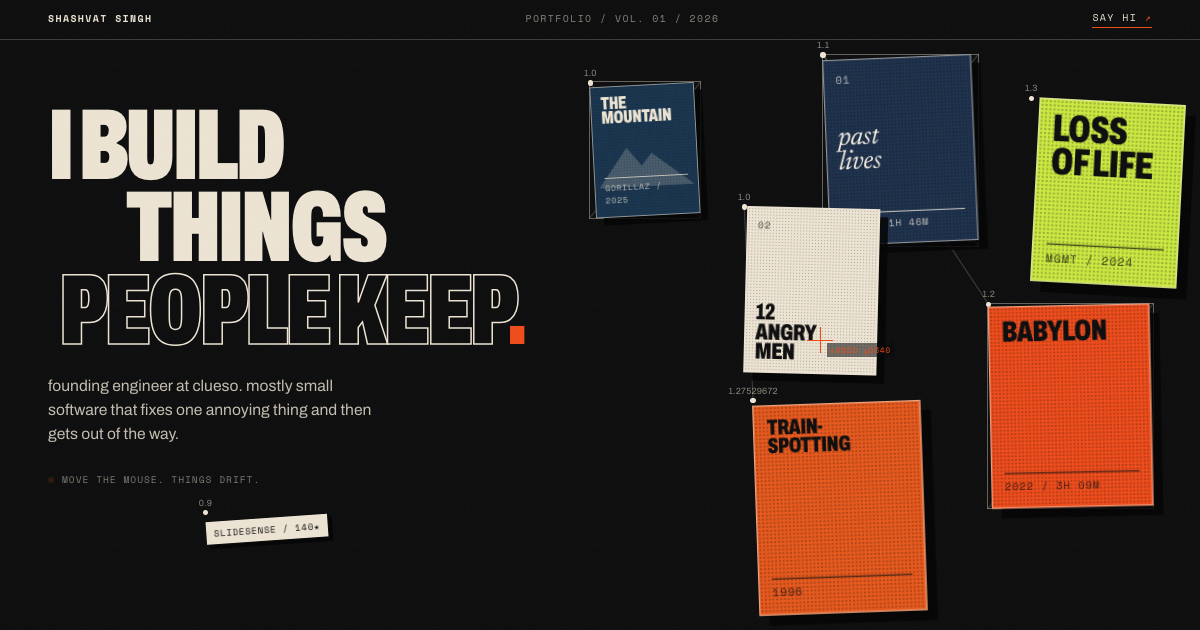 SHASHVAT SINGH
PORTFOLIO / VOL. 01 / 2026
SAY HI ↗
I BUILD
THINGS
PEOPLE KEEP.
founding engineer at clueso. mostly small
software that fixes one annoying thing and then
gets out of the way.
MOVE THE MOUSE. THINGS DRIFT.
0.9
SLIDESENSE / 140★
1.0
THE
MOUNTAIN
GORILLAZ /
2025
1.1
01
past
lives
1H 46M
1.3
LOSS
OF LIFE
MGMT / 2024
1.0
02
12
ANGRY
MEN
1.2
BABYLON
2022 / 3H 09M
1.27529672
TRAIN-
SPOTTING
1996